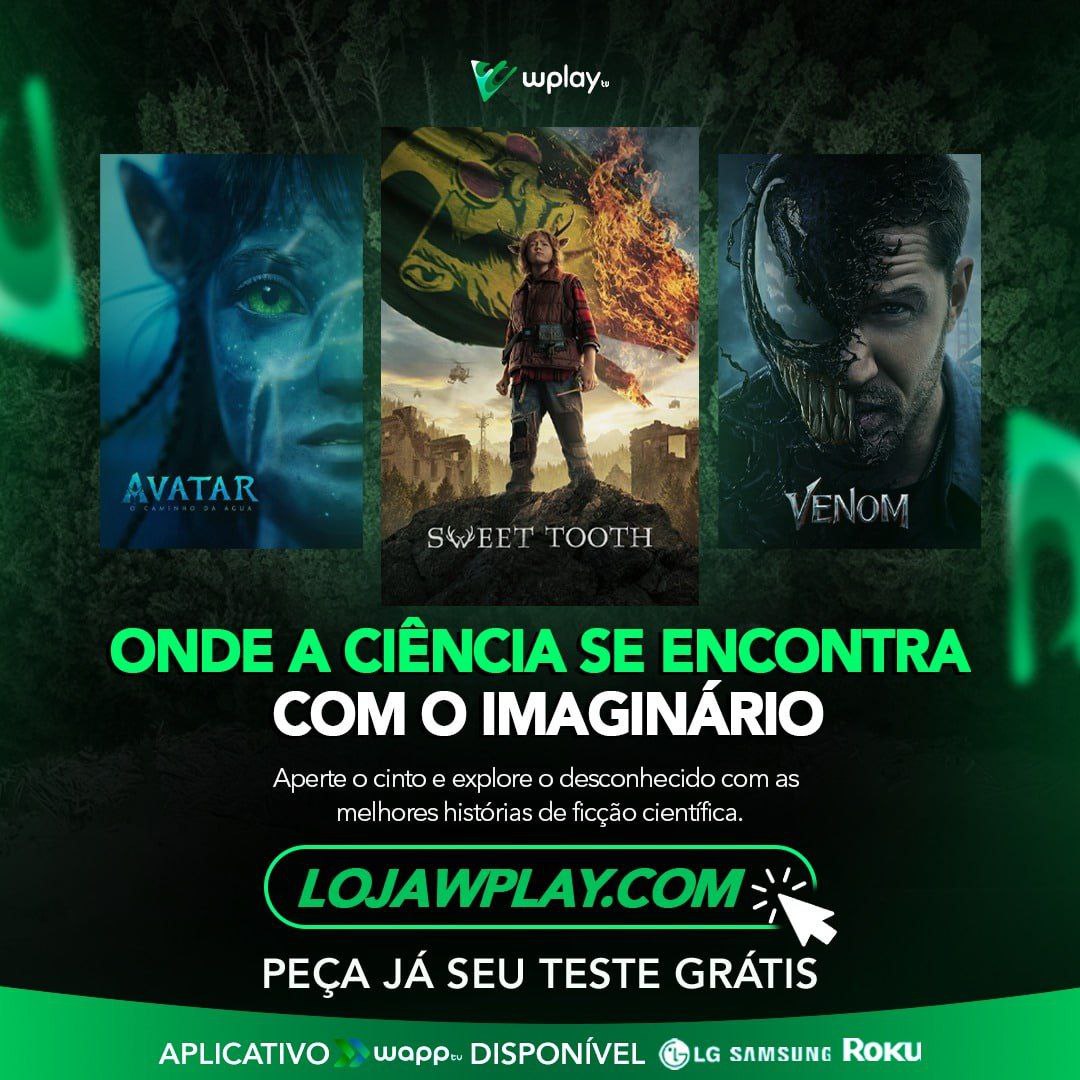 wplay tv
AVATAR
O CAMINHO DA ÁGUA
SWEET TOOTH
VENOM
ONDE A CIÊNCIA SE ENCONTRA
COM O IMAGINÁRIO
Aperte o cinto e explore o desconhecido com as
melhores histórias de ficção científica.
LOJAWPLAY.COM
PEÇA JÁ SEU TESTE GRÁTIS
APLICATIVO wapp tv DISPONÍVEL LG SAMSUNG ROKU